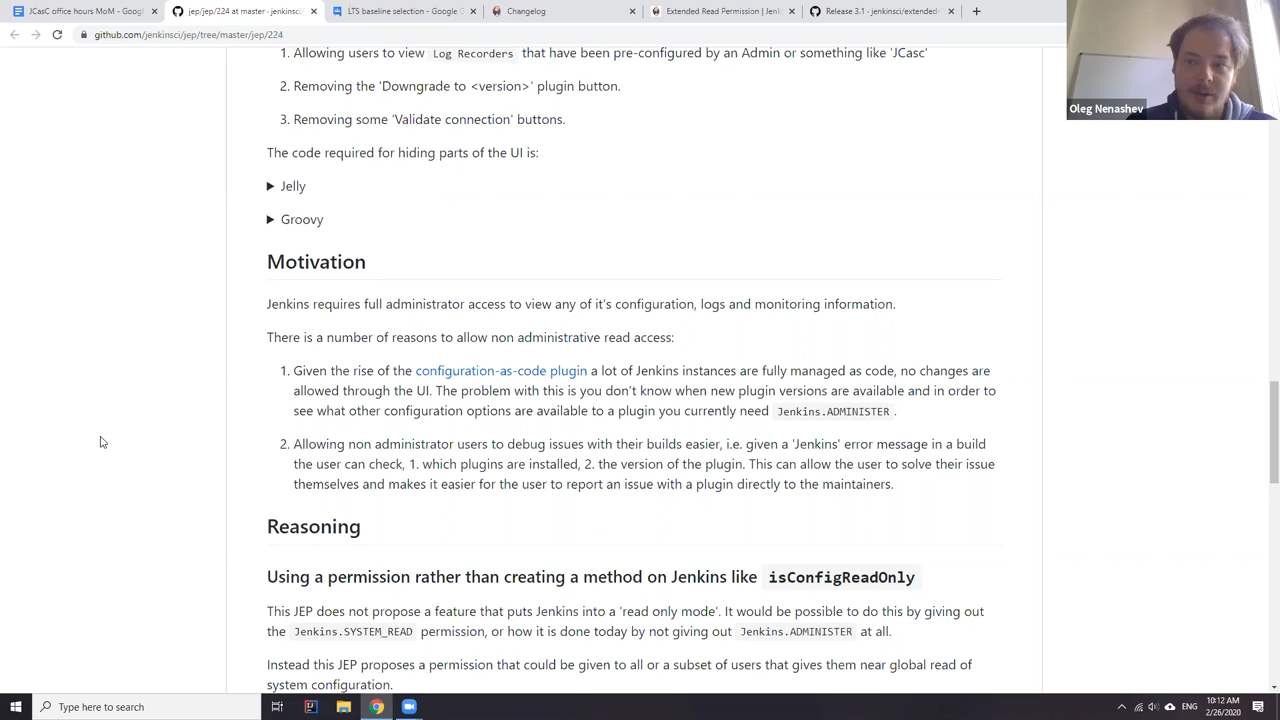 JCasC office hours MoM - Googl
jep/jep/224 at master · jenkinsci/
LTS baseline selection - Google
Changelog
Extended Read Permission | Jenk
Release 3.1 · jenkinsci/extended-
github.com/jenkinsci/jep/tree/master/jep/224
Oleg Nenashev
1. Allowing users to view Log Recorders that have been pre-configured by an Admin or something like 'JCasc'
2. Removing the 'Downgrade to <version>' plugin button.
3. Removing some 'Validate connection' buttons.
The code required for hiding parts of the UI is:
Jelly
Groovy
Motivation
Jenkins requires full administrator access to view any of it's configuration, logs and monitoring information.
There is a number of reasons to allow non administrative read access:
1. Given the rise of the configuration-as-code plugin a lot of Jenkins instances are fully managed as code, no changes are
allowed through the UI. The problem with this is you don't know when new plugin versions are available and in order to
see what other configuration options are available to a plugin you currently need Jenkins.ADMINISTER .
2. Allowing non administrator users to debug issues with their builds easier, i.e. given a 'Jenkins' error message in a build
the user can check, 1. which plugins are installed, 2. the version of the plugin. This can allow the user to solve their issue
themselves and makes it easier for the user to report an issue with a plugin directly to the maintainers.
Reasoning
Using a permission rather than creating a method on Jenkins like isConfigReadOnly
This JEP does not propose a feature that puts Jenkins into a 'read only mode'. It would be possible to do this by giving out
the Jenkins.SYSTEM_READ permission, or how it is done today by not giving out Jenkins.ADMINISTER at all.
Instead this JEP proposes a permission that could be given to all or a subset of users that gives them near global read of
system configuration.
Type here to search
ENG
10:12 AM
2/26/2020